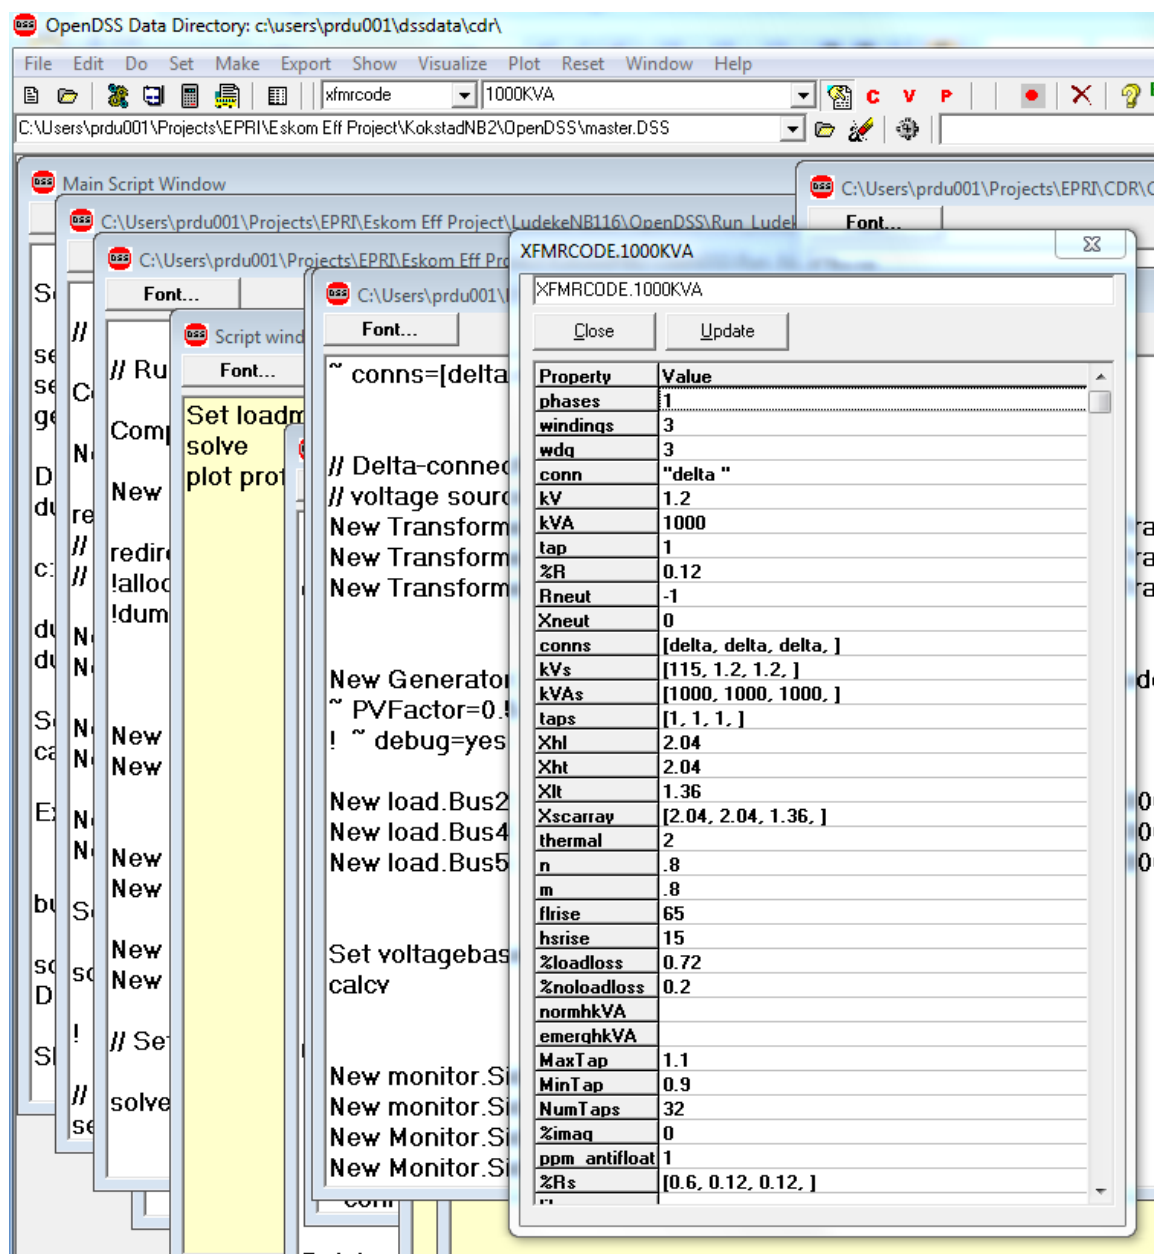 OpenDSS Data Directory: c:\users\prdu001\dssdata\cdr\
File Edit Do Set Make Export Show Visualize Plot Reset Window Help
xfmrcode 1000KVA C V P
C:\Users\prdu001\Projects\EPRI\Eskom Eff Project\KokstadNB2\OpenDSS\master.DSS
Main Script Window
C:\Users\prdu001\Projects\EPRI\CDR\C
Font...
C:\Users\prdu001\Projects\EPRI\Eskom Eff Project\LudekeNB116\OpenDSS\Run_Ludek
C:\Users\prdu001\Projects\EPRI\Eskom Eff Pro
Font...
//
// Ru
Comp
New
redire
!alloc
!dum
New
New
New
New
New
New
// Se
solve
Script wind
Font...
Set loadm
solve
plot prof
C:\Users\prdu001\
Font...
~ conns=[delta
// Delta-connec
// voltage sourc
New Transform
New Transform
New Transform
New Generator
~ PVFactor=0.
! ~ debug=yes
New load.Bus2
New load.Bus4
New load.Bus5
Set voltagebas
calcv
New monitor.Si
New monitor.Si
New Monitor.Si
New Monitor.Si
XFMRCODE.1000KVA
XFMRCODE.1000KVA
Close Update
Property Value
phases 1
windings 3
wdg 3
conn "delta "
kV 1.2
kVA 1000
tap 1
%R 0.12
Rneut -1
Xneut 0
conns [delta, delta, delta, ]
kVs [115, 1.2, 1.2, ]
kVAs [1000, 1000, 1000, ]
taps [1, 1, 1, ]
Xhl 2.04
Xht 2.04
Xlt 1.36
Xscarray [2.04, 2.04, 1.36, ]
thermal 2
n .8
m .8
flrise 65
hsrise 15
%loadloss 0.72
%noloadloss 0.2
normhkVA
emerghkVA
MaxTap 1.1
MinTap 0.9
NumTaps 32
%imag 0
ppm_antifloat 1
%Rs [0.6, 0.12, 0.12, ]